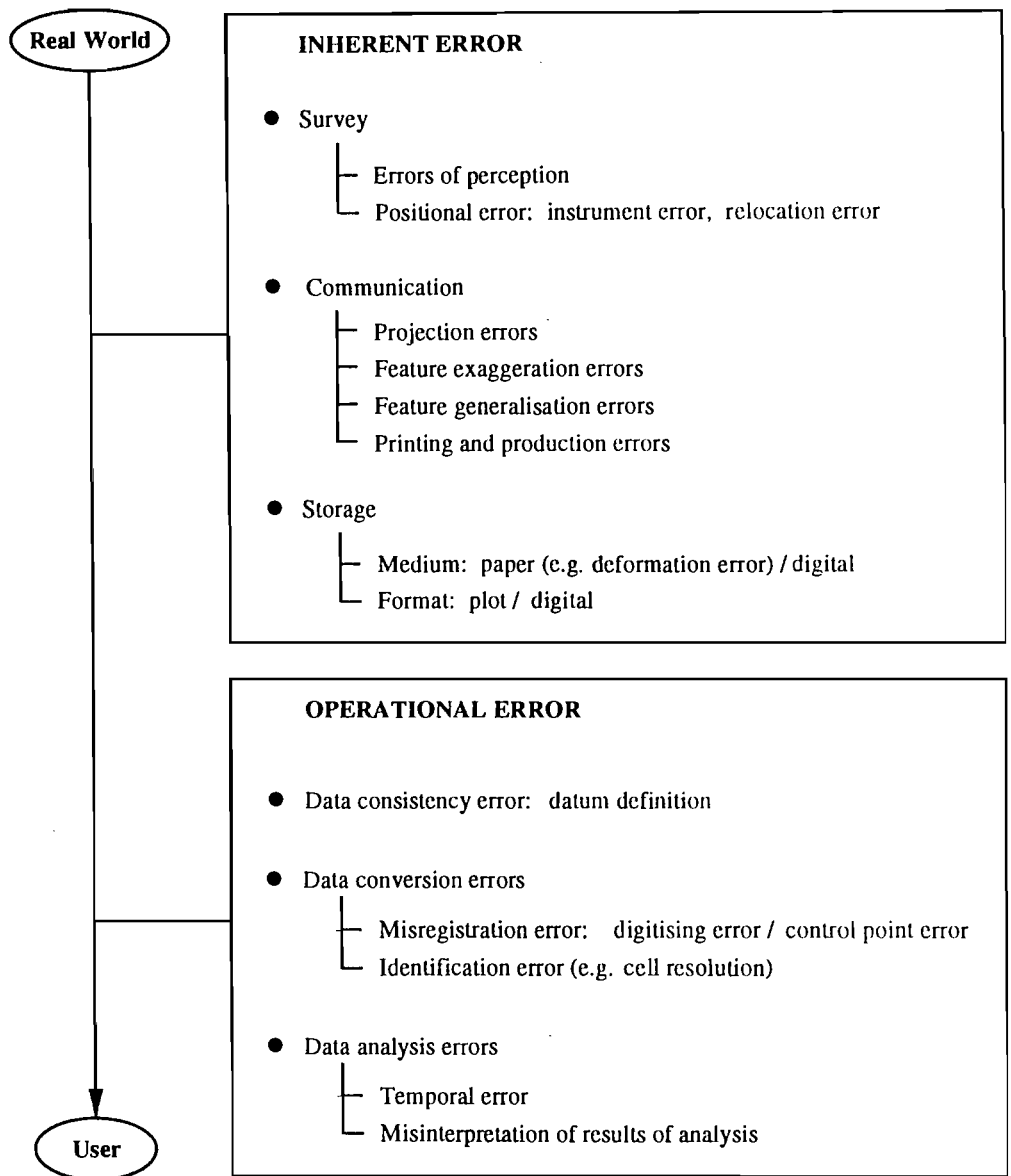 Real World
INHERENT ERROR
● Survey
Errors of perception
Positional error: instrument error, relocation error
● Communication
Projection errors
Feature exaggeration errors
Feature generalisation errors
Printing and production errors
● Storage
Medium: paper (e.g. deformation error) / digital
Format: plot / digital
OPERATIONAL ERROR
● Data consistency error: datum definition
● Data conversion errors
Misregistration error: digitising error / control point error
Identification error (e.g. cell resolution)
● Data analysis errors
Temporal error
Misinterpretation of results of analysis
User